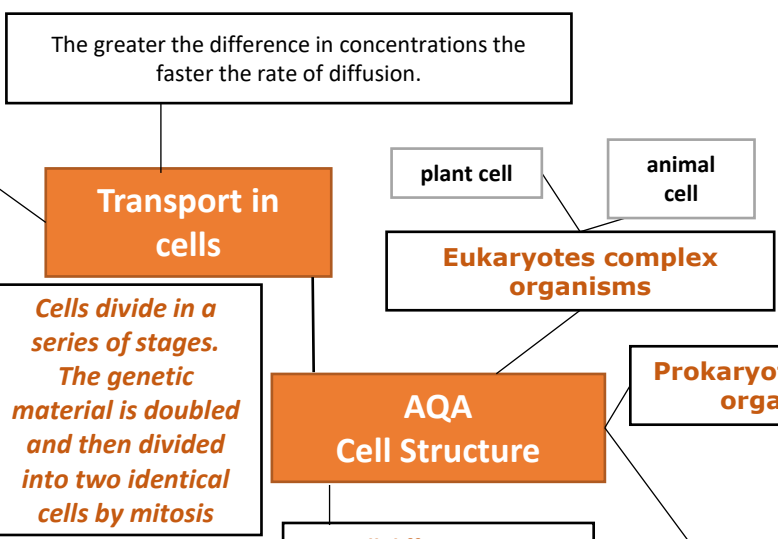 The greater the difference in concentrations the
faster the rate of diffusion.
plant cell
animal
cell
Transport in
cells
Eukaryotes complex
organisms
Cells divide in a
series of stages.
The genetic
material is doubled
and then divided
into two identical
cells by mitosis
AQA
Cell Structure